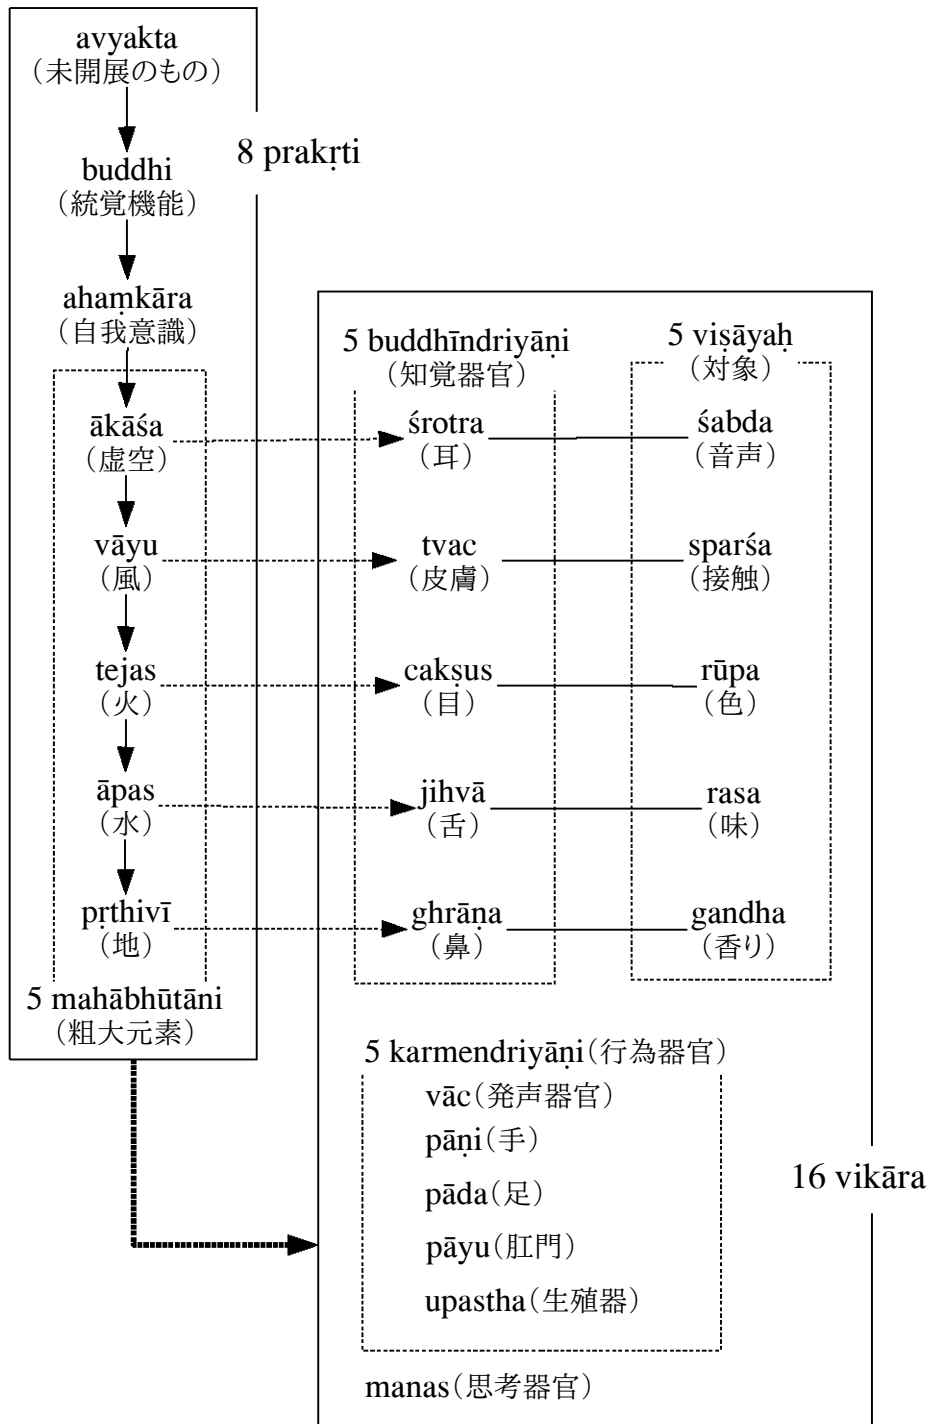 avyakta
（未開展のもの）
8 prakṛti
buddhi
（統覚機能）
ahaṃkāra
（自我意識）
5 buddhīndriyāṇi
（知覚器官）
5 viṣāyaḥ
（対象）
ākāśa
（虚空）
śrotra
（耳）
śabda
（音声）
vāyu
（風）
tvac
（皮膚）
sparśa
（接触）
tejas
（火）
cakṣus
（目）
rūpa
（色）
āpas
（水）
jihvā
（舌）
rasa
（味）
pṛthivī
（地）
ghrāṇa
（鼻）
gandha
（香り）
5 mahābhūtāni
（粗大元素）
5 karmendriyāṇi（行為器官）
vāc（発声器官）
pāṇi（手）
pāda（足）
pāyu（肛門）
upastha（生殖器）
16 vikāra
manas（思考器官）